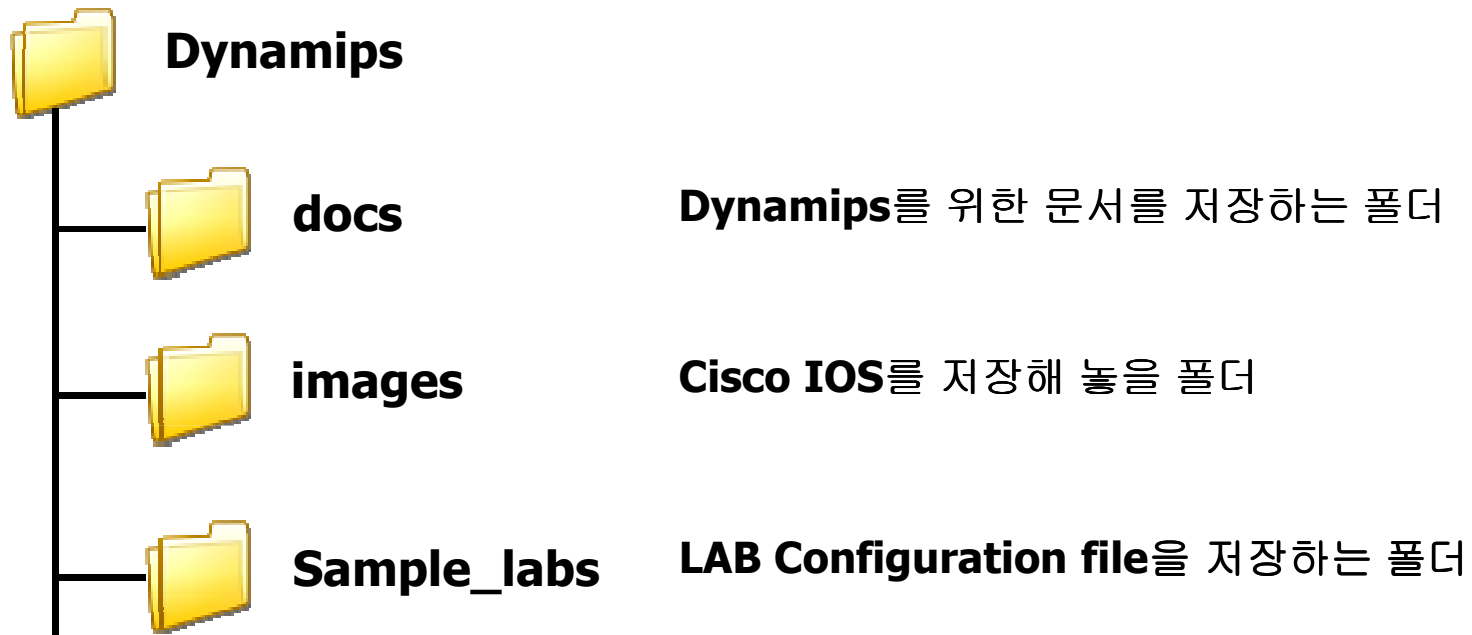 Dynamips
docs Dynamips를 위한 문서를 저장하는 폴더
images Cisco IOS를 저장해 놓을 폴더
Sample_labs LAB Configuration file을 저장하는 폴더